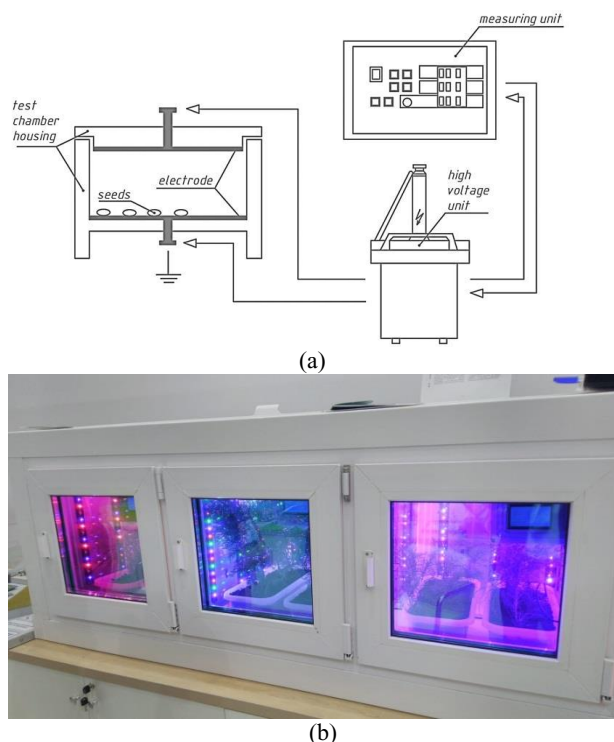 measuring unit
test
chamber
housing
electrode
seeds
high
voltage
unit
(a)
(b)